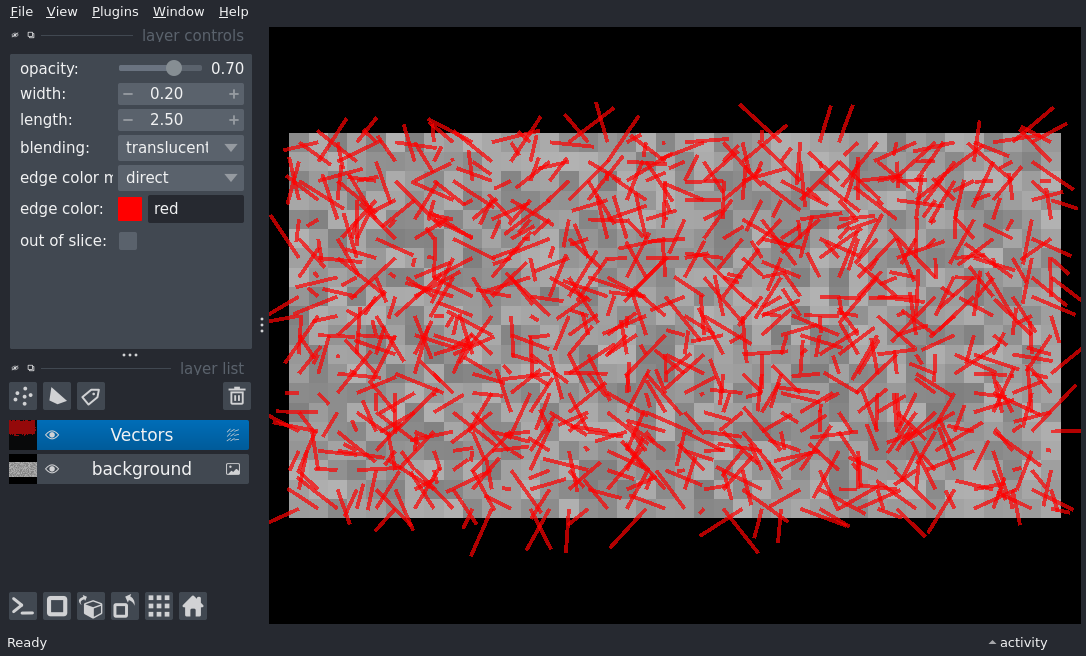 File View Plugins Window Help
layer controls
opacity: 0.70
width: − 0.20 +
length: − 2.50 +
blending: translucent
edge color m direct
edge color: red
out of slice:
layer list
Vectors
background
Ready activity